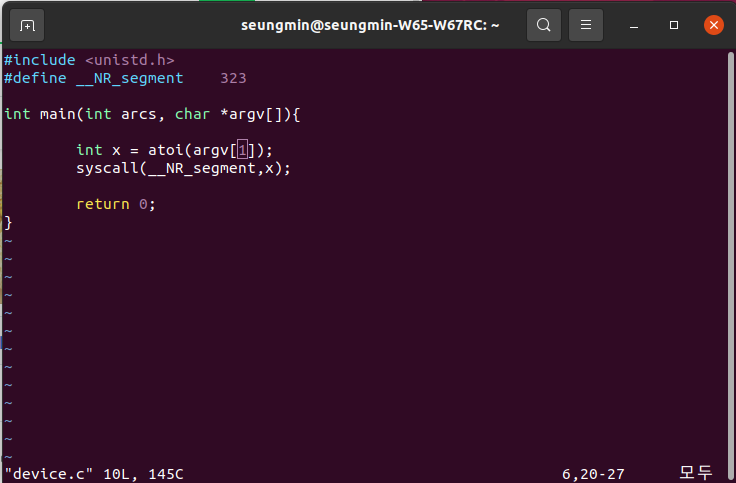 seungmin@seungmin-W65-W67RC: ~
#include <unistd.h>
#define __NR_segment    323
int main(int arcs, char *argv[]){
int x = atoi(argv[1]);
syscall(__NR_segment,x);
return 0;
}
~
~
~
~
~
~
~
~
~
~
~
~
~
"device.c" 10L, 145C 6,20-27 모두